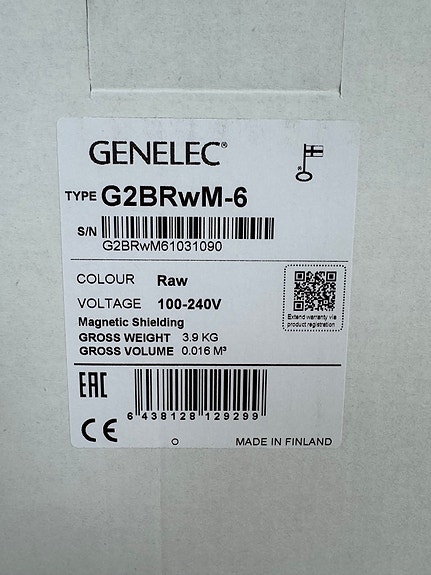 GENELEC®
TYPE G2BRwM-6
S/N
G2BRwM61031090
COLOUR Raw
VOLTAGE 100-240V
Magnetic Shielding
GROSS WEIGHT 3.9 KG
GROSS VOLUME 0.016 M³
Extend warranty via
product registration
EAC
6 438128 129299
CE
MADE IN FINLAND